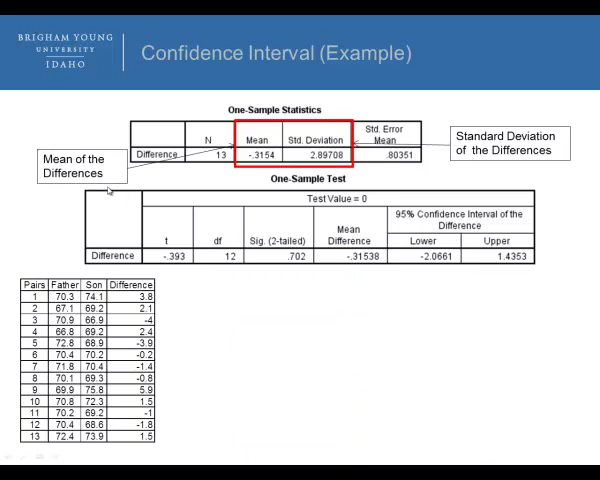 BRIGHAM YOUNG
UNIVERSITY
IDAHO
Confidence Interval (Example)
One-Sample Statistics
N Mean Std. Deviation Std. Error Mean
Difference 13 -.3154 2.89708 .80351
Mean of the
Differences
Standard Deviation
of the Differences
One-Sample Test
Test Value = 0
t df Sig. (2-tailed) Mean Difference 95% Confidence Interval of the Difference
Lower Upper
Difference -.393 12 .702 -.31538 -2.0661 1.4353
Pairs Father Son Difference
1 70.3 74.1 3.8
2 67.1 69.2 2.1
3 70.9 66.9 -4
4 66.8 69.2 2.4
5 72.8 68.9 -3.9
6 70.4 70.2 -0.2
7 71.8 70.4 -1.4
8 70.1 69.3 -0.8
9 69.9 75.8 5.9
10 70.8 72.3 1.5
11 70.2 69.2 -1
12 70.4 68.6 -1.8
13 72.4 73.9 1.5